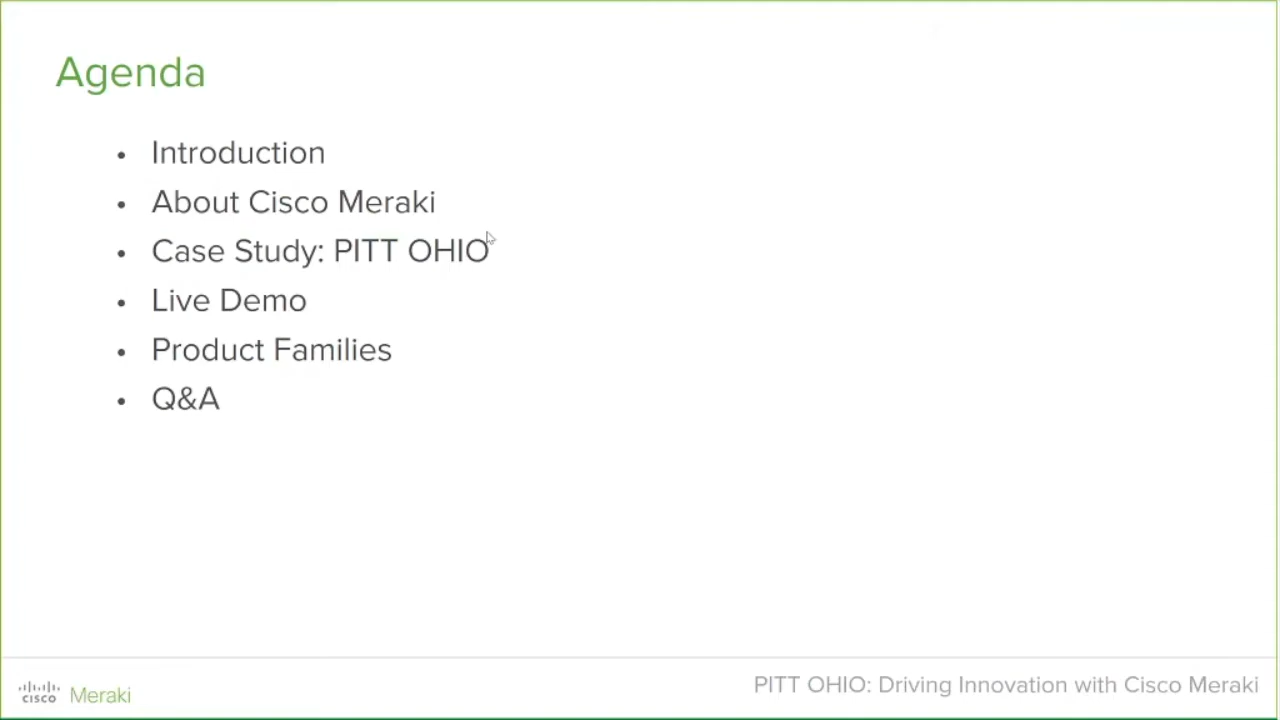 Agenda
• Introduction
• About Cisco Meraki
• Case Study: PITT OHIO
• Live Demo
• Product Families
• Q&A
cisco Meraki
PITT OHIO: Driving Innovation with Cisco Meraki